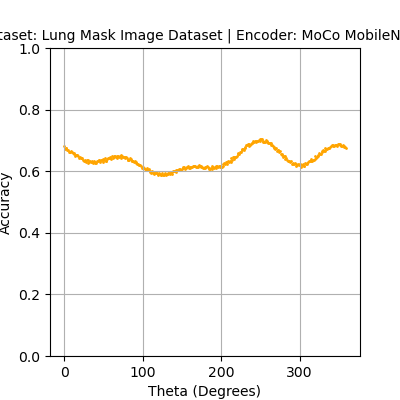 taset: Lung Mask Image Dataset | Encoder: MoCo MobileN
1.0
0.8
0.6
0.4
0.2
0.0
Accuracy
0 100 200 300
Theta (Degrees)